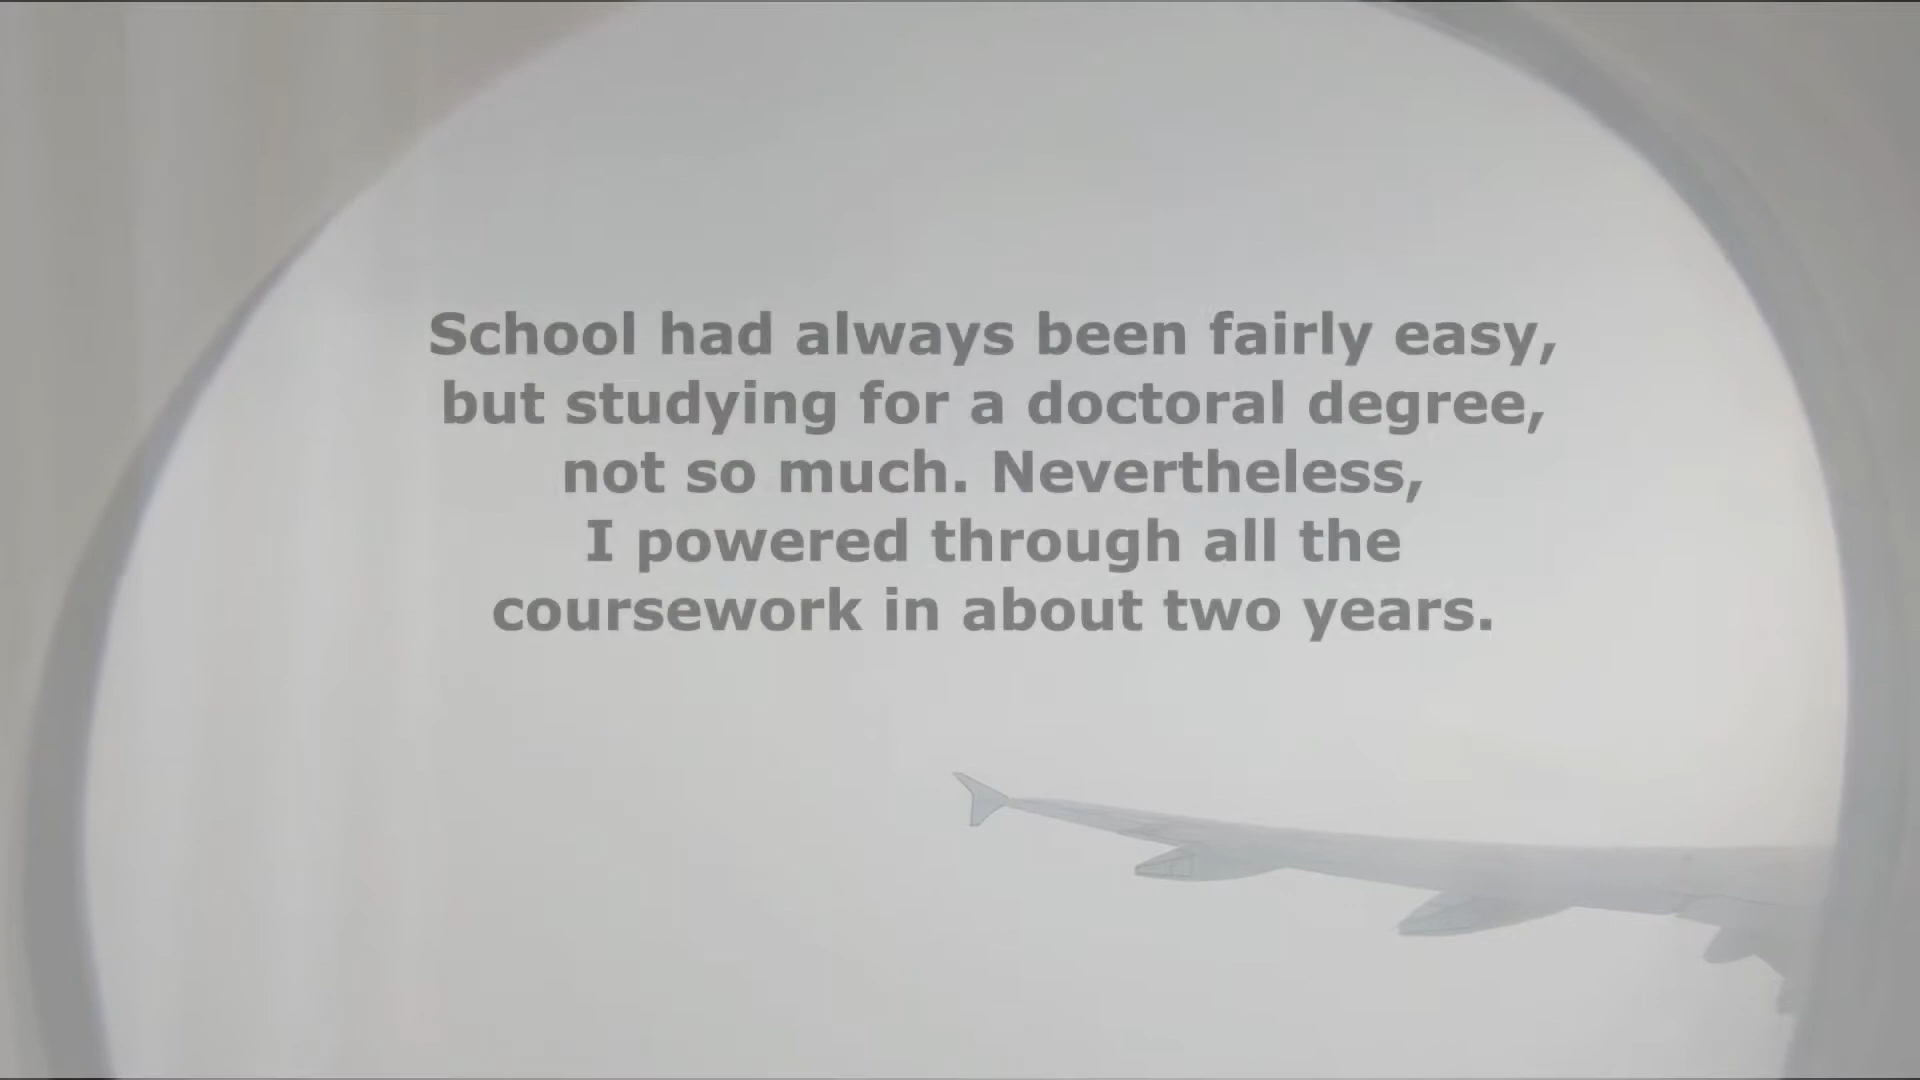 School had always been fairly easy,
but studying for a doctoral degree,
not so much. Nevertheless,
I powered through all the
coursework in about two years.